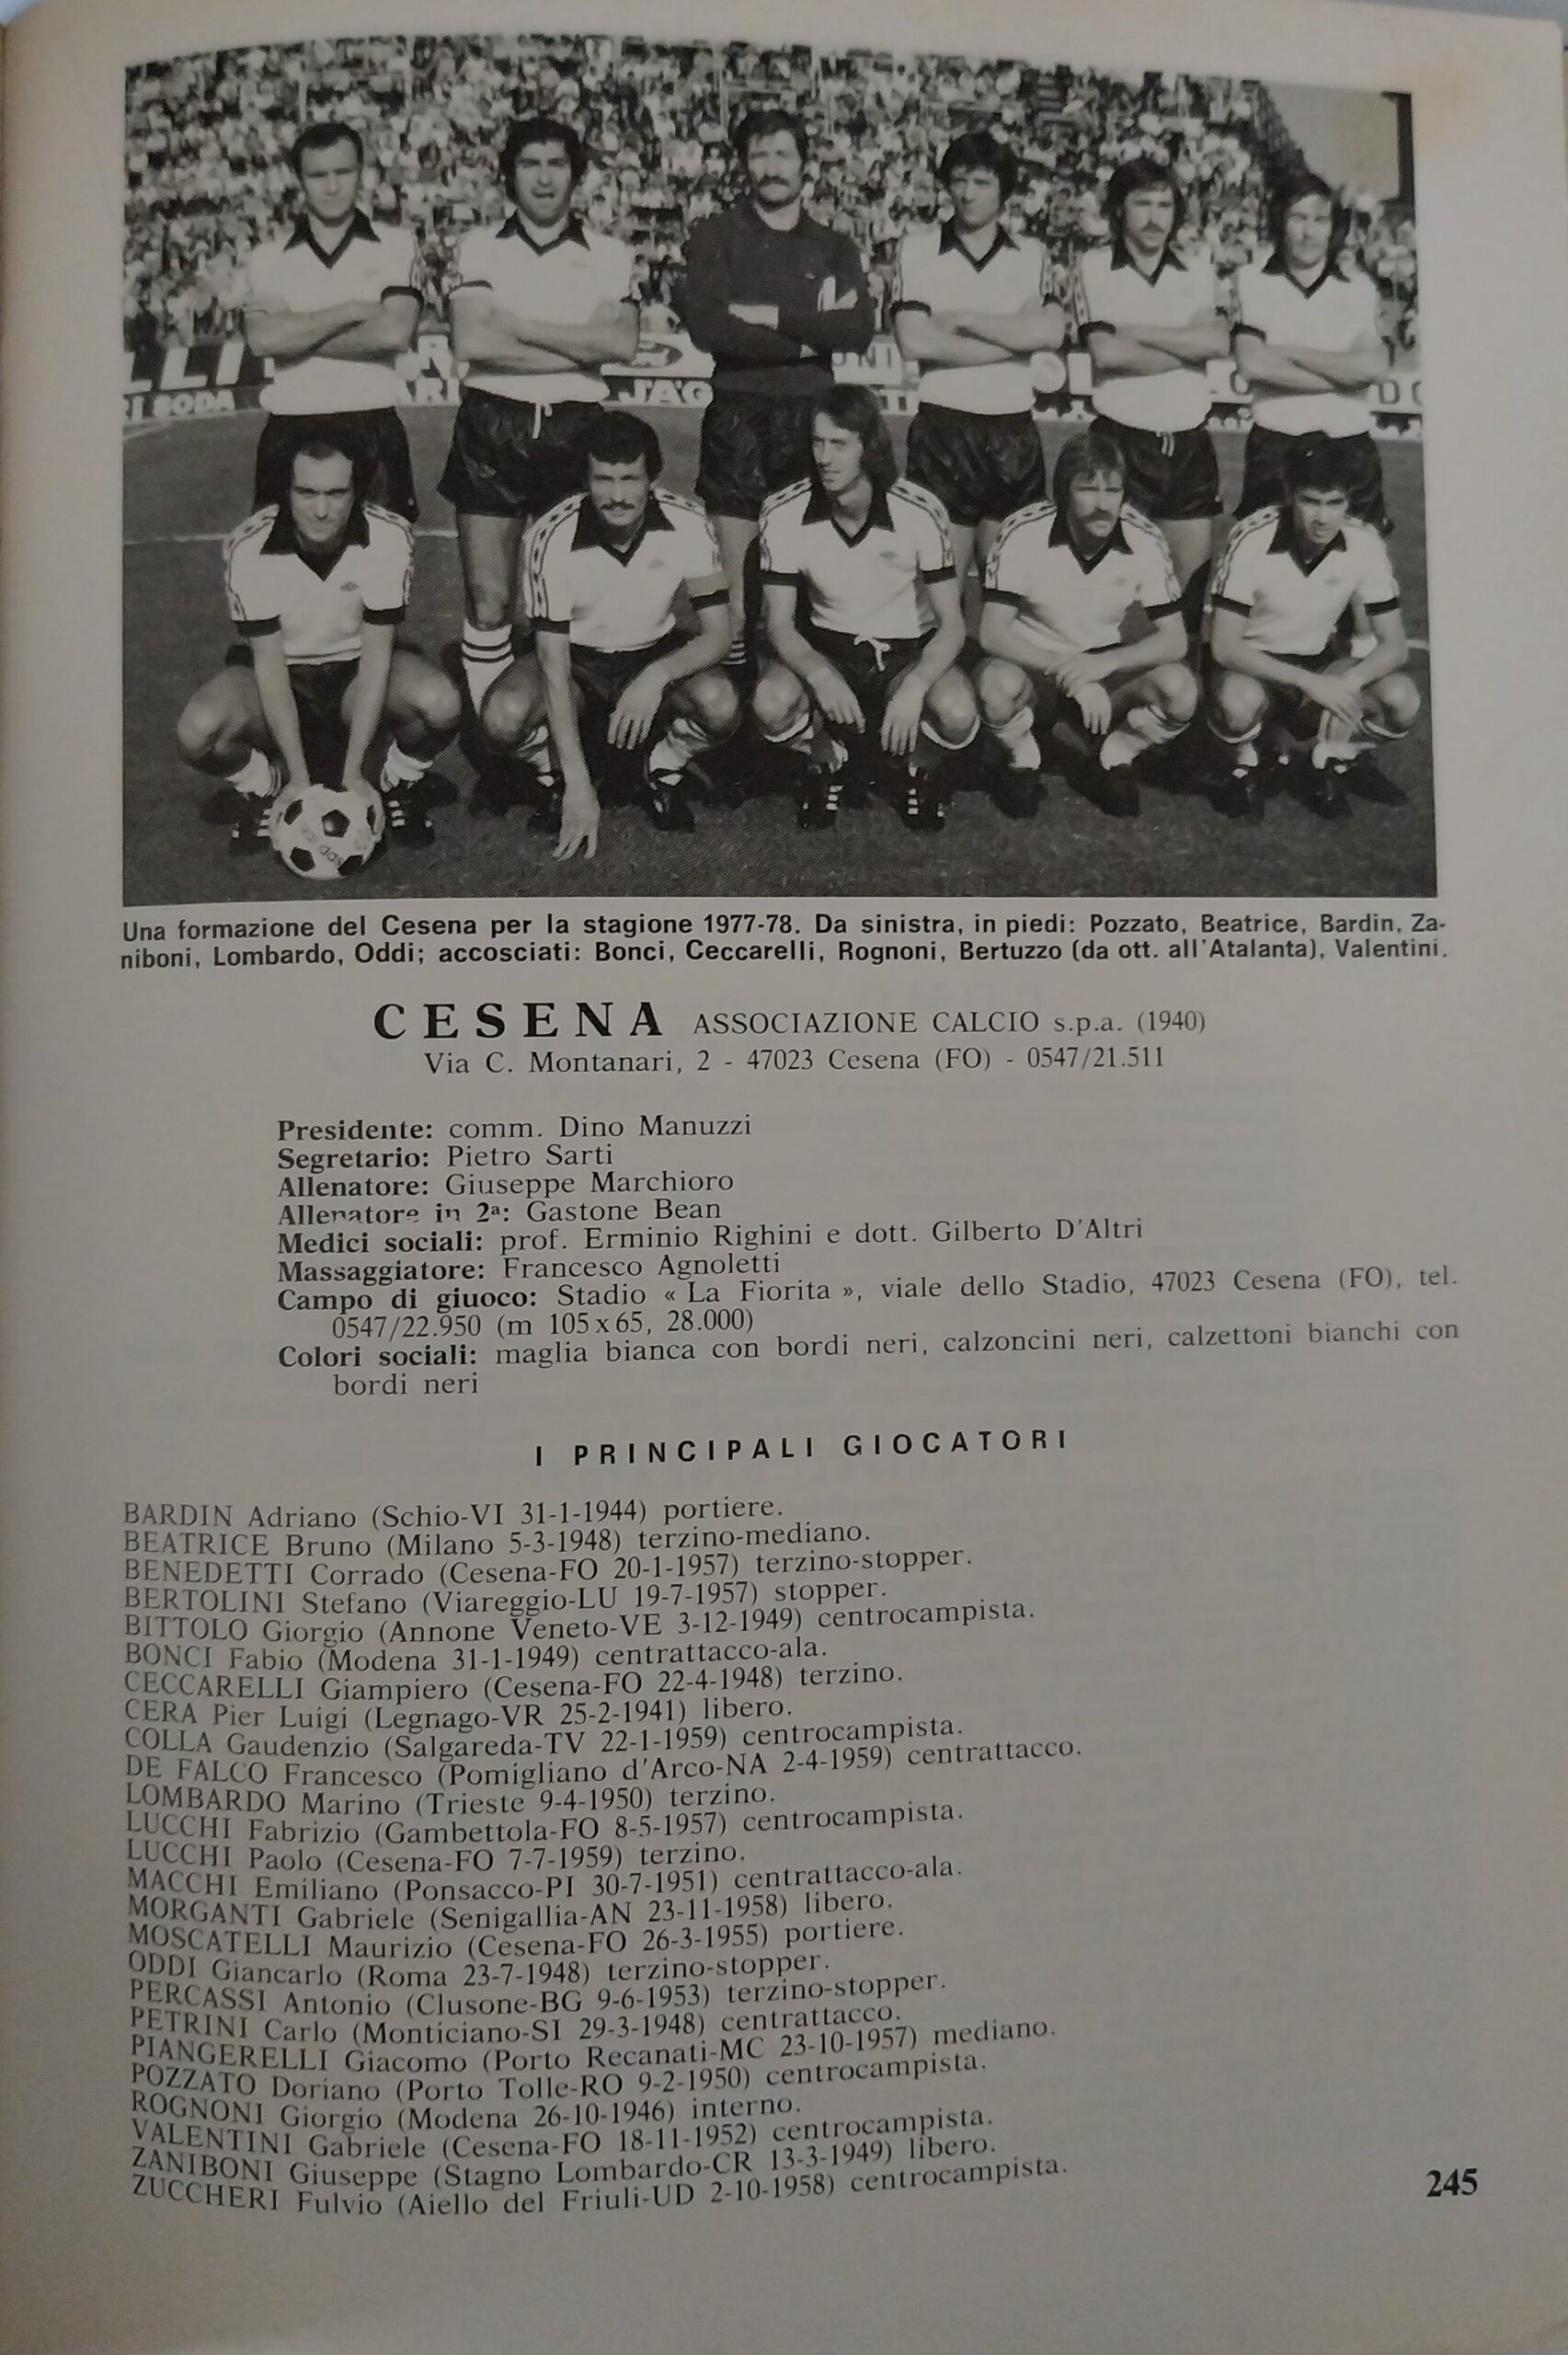 LLI
RI SODA
ARI
JAG
Una formazione del Cesena per la stagione 1977-78. Da sinistra, in piedi: Pozzato, Beatrice, Bardin, Za-
niboni, Lombardo, Oddi; accosciati: Bonci, Ceccarelli, Rognoni, Bertuzzo (da ott. all'Atalanta), Valentini.
CESENA ASSOCIAZIONE CALCIO s.p.a. (1940)
Via C. Montanari, 2 - 47023 Cesena (FO) - 0547/21.511
Presidente: comm. Dino Manuzzi
Segretario: Pietro Sarti
Allenatore: Giuseppe Marchioro
Allenatore in 2ª: Gastone Bean
Medici sociali: prof. Erminio Righini e dott. Gilberto D'Altri
Massaggiatore: Francesco Agnoletti
Campo di giuoco: Stadio « La Fiorita », viale dello Stadio, 47023 Cesena (FO), tel.
0547/22.950 (m 105 x 65, 28.000)
Colori sociali: maglia bianca con bordi neri, calzoncini neri, calzettoni bianchi con
bordi neri
I PRINCIPALI GIOCATORI
BARDIN Adriano (Schio-VI 31-1-1944) portiere.
BEATRICE Bruno (Milano 5-3-1948) terzino-mediano.
BENEDETTI Corrado (Cesena-FO 20-1-1957) terzino-stopper.
BERTOLINI Stefano (Viareggio-LU 19-7-1957) stopper.
BITTOLO Giorgio (Annone Veneto-VE 3-12-1949) centrocampista.
BONCI Fabio (Modena 31-1-1949) centrattacco-ala.
CECCARELLI Giampiero (Cesena-FO 22-4-1948) terzino.
CERA Pier Luigi (Legnago-VR 25-2-1941) libero.
COLLA Gaudenzio (Salgareda-TV 22-1-1959) centrocampista.
DE FALCO Francesco (Pomigliano d'Arco-NA 2-4-1959) centrattacco.
LOMBARDO Marino (Trieste 9-4-1950) terzino.
LUCCHI Fabrizio (Gambettola-FO 8-5-1957) centrocampista.
LUCCHI Paolo (Cesena-FO 7-7-1959) terzino.
MACCHI Emiliano (Ponsacco-PI 30-7-1951) centrattacco-ala.
MORGANTI Gabriele (Senigallia-AN 23-11-1958) libero.
MOSCATELLI Maurizio (Cesena-FO 26-3-1955) portiere.
ODDI Giancarlo (Roma 23-7-1948) terzino-stopper.
PERCASSI Antonio (Clusone-BG 9-6-1953) terzino-stopper.
PETRINI Carlo (Monticiano-SI 29-3-1948) centrattacco.
PIANGERELLI Giacomo (Porto Recanati-MC 23-10-1957) mediano.
POZZATO Doriano (Porto Tolle-RO 9-2-1950) centrocampista.
ROGNONI Giorgio (Modena 26-10-1946) interno.
VALENTINI Gabriele (Cesena-FO 18-11-1952) centrocampista.
ZANIBONI Giuseppe (Stagno Lombardo-CR 13-3-1949) libero.
ZUCCHERI Fulvio (Aiello del Friuli-UD 2-10-1958) centrocampista.
245